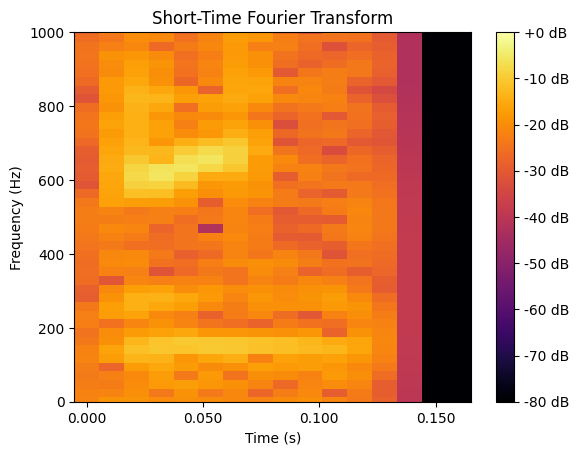 Short-Time Fourier Transform
1000
800
600
400
200
0
Frequency (Hz)
0.000
0.050
0.100
0.150
Time (s)
+0 dB
-10 dB
-20 dB
-30 dB
-40 dB
-50 dB
-60 dB
-70 dB
-80 dB